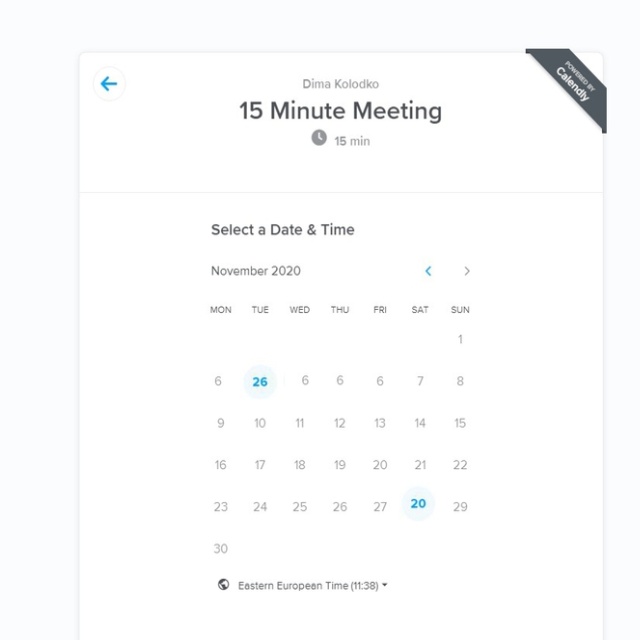 POWERED BY
Calendly
Dima Kolodko
15 Minute Meeting
15 min
Select a Date & Time
November 2020
MON TUE WED THU FRI SAT SUN
1
6 26 6 6 6 7 8
9 10 11 12 13 14 15
16 17 18 19 20 21 22
23 24 25 26 27 20 29
30
Eastern European Time (11:38)